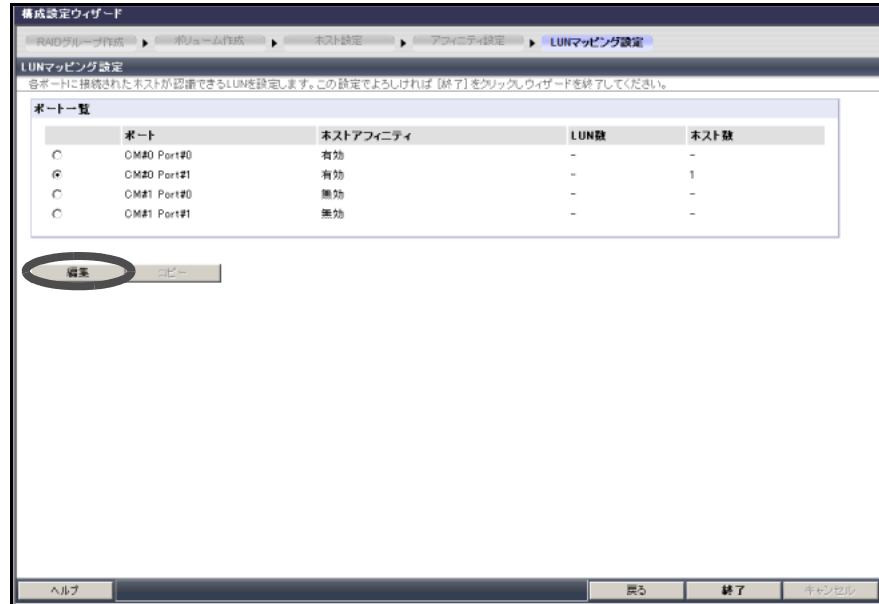 構成設定ウィザード
RAIDグループ作成 ▶ ボリューム作成 ▶ ホスト設定 ▶ アフィニティ設定 ▶ LUNマッピング設定
LUNマッピング設定
各ポートに接続されたホストが認識できるLUNを設定します。この設定でよろしければ [終了] をクリックしウィザードを終了してください。
ポート一覧
ポート ホストアフィニティ LUN数 ホスト数
CM#0 Port#0 有効 - -
CM#0 Port#1 有効 - 1
CM#1 Port#0 無効 - -
CM#1 Port#1 無効 - -
編集 コピー
ヘルプ 戻る 終了 キャンセル